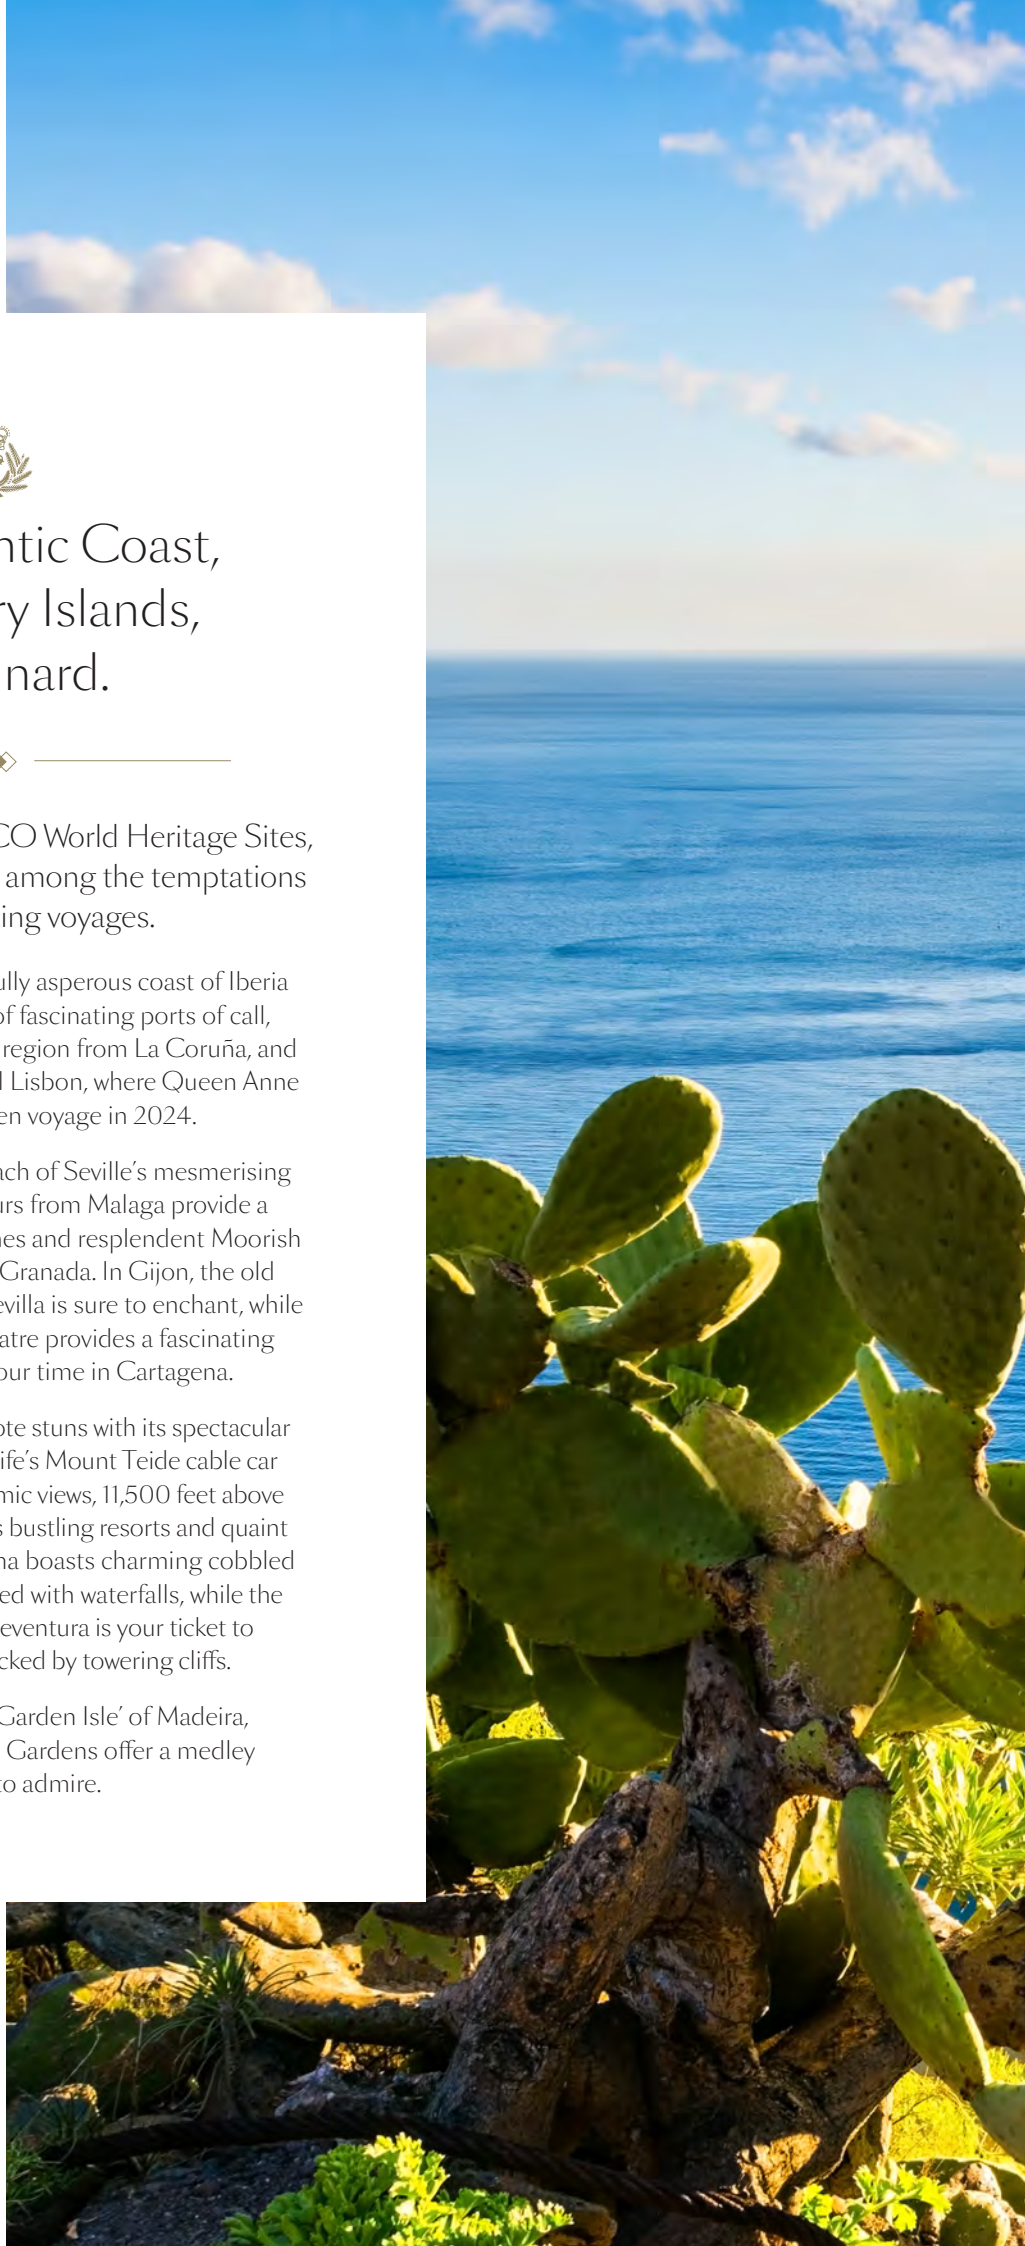 ntic Coast,
ry Islands,
nard.
CO World Heritage Sites,
among the temptations
ing voyages.
ully asperous coast of Iberia
of fascinating ports of call,
region from La Coruña, and
d Lisbon, where Queen Anne
en voyage in 2024.
ach of Seville's mesmerising
urs from Malaga provide a
nes and resplendent Moorish
Granada. In Gijon, the old
evilla is sure to enchant, while
atre provides a fascinating
our time in Cartagena.
ote stuns with its spectacular
ife's Mount Teide cable car
mic views, 11,500 feet above
s bustling resorts and quaint
na boasts charming cobbled
ed with waterfalls, while the
eventura is your ticket to
cked by towering cliffs.
Garden Isle' of Madeira,
Gardens offer a medley
to admire.